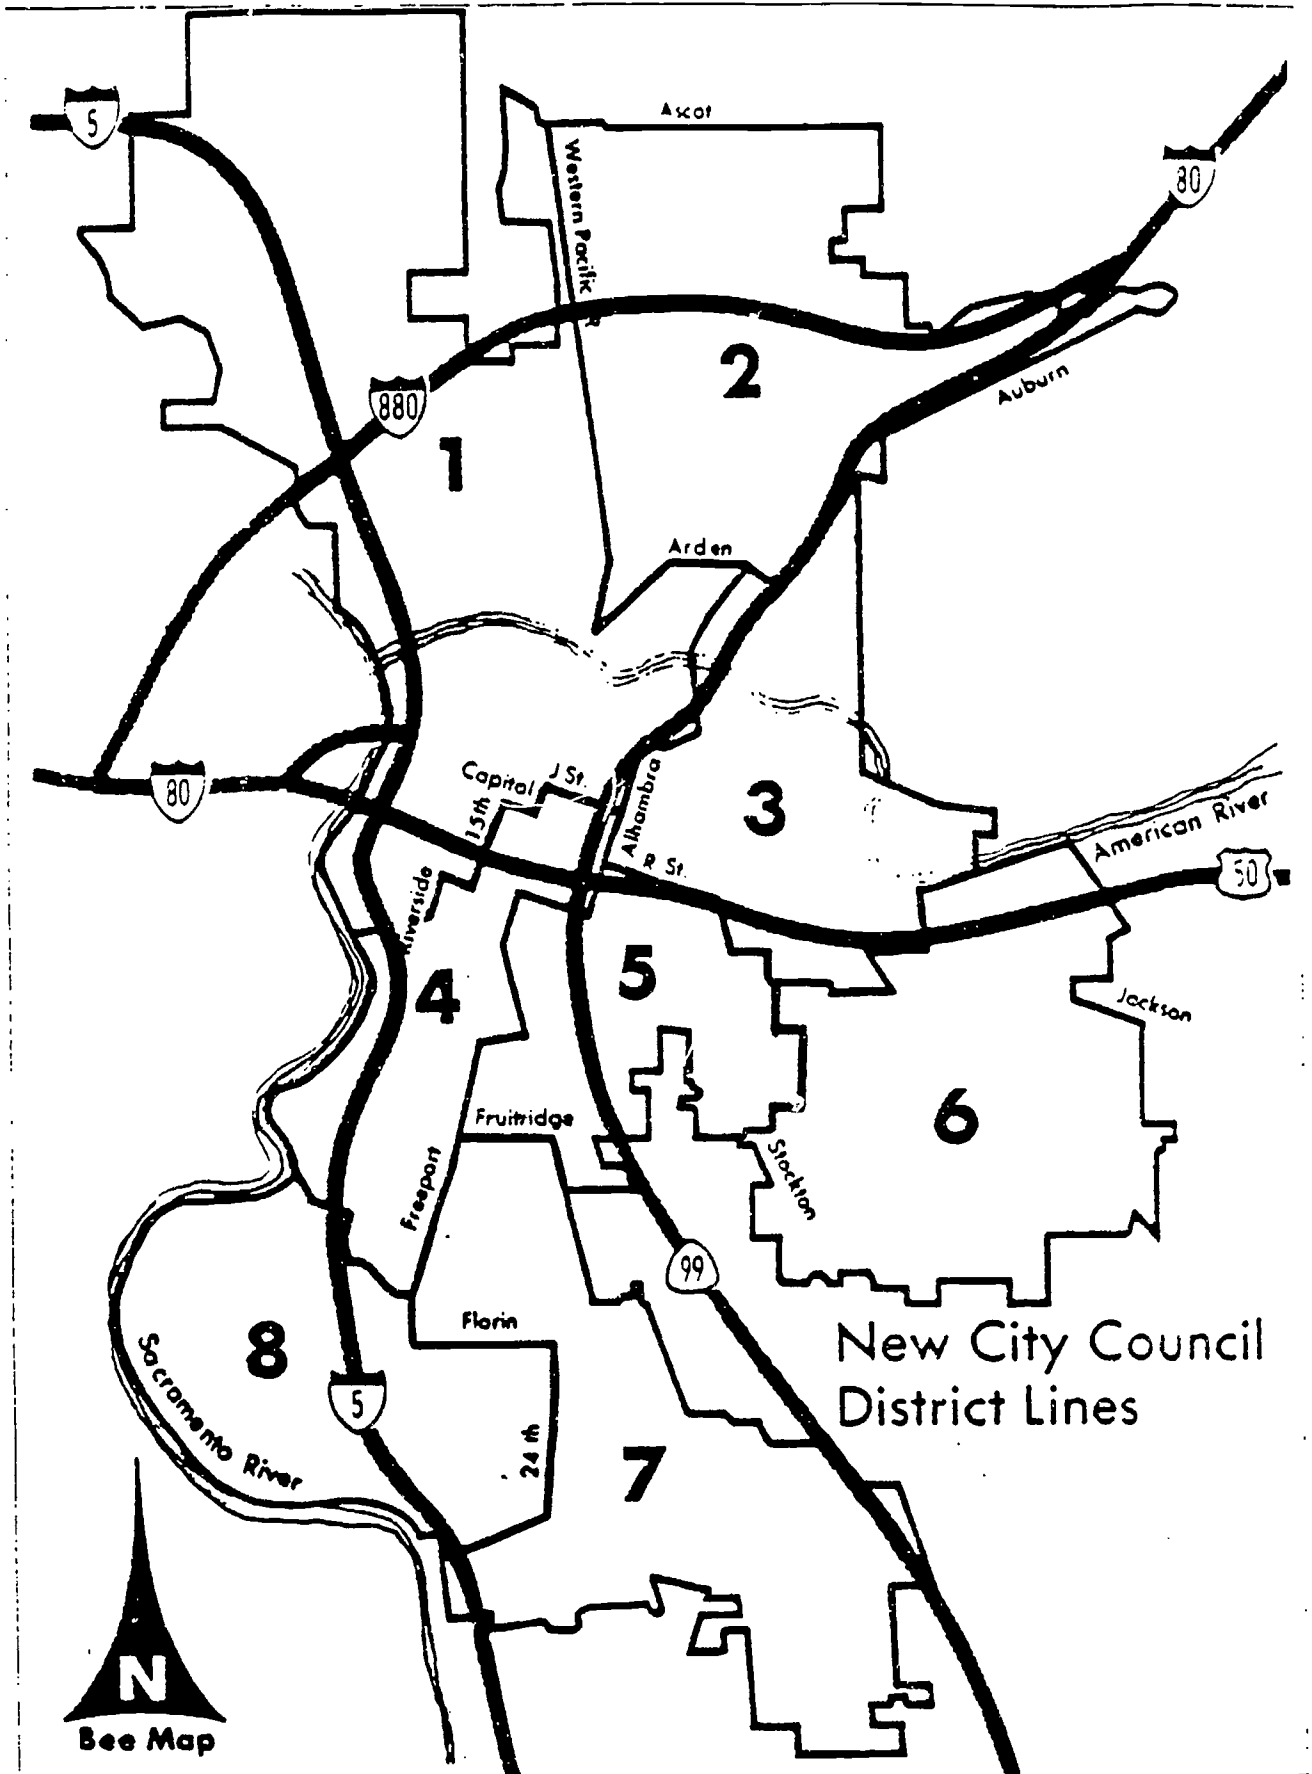 5
Ascot
80
Western Pacific RR
2
Auburn
880
1
Arden
80
Capital
J St.
15th
Alhambra
3
American River
R St.
50
Riverside
5
4
Jackson
6
Fruitridge
Stockton
Freeport
99
Florin
New City Council
District Lines
8
Sacramento River
5
24th
7
N
Bee Map